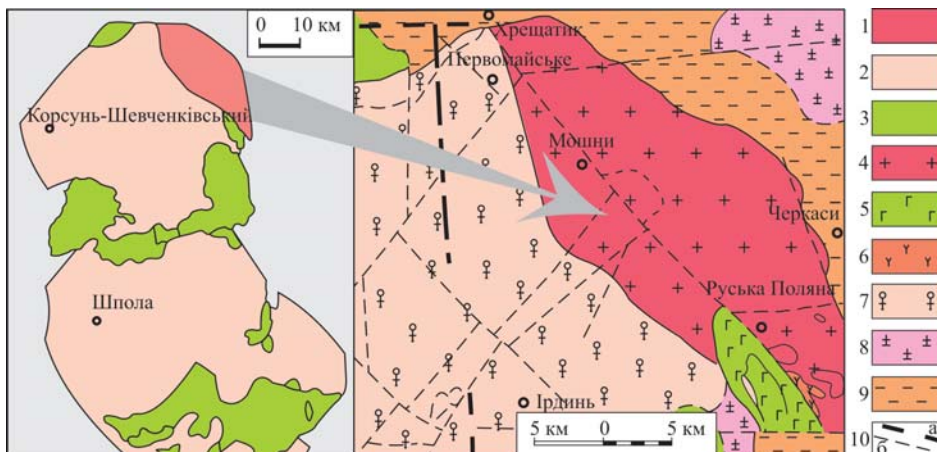 0 10 км
Корсунь-Шевченківський
Шпола
Хрещатик
Первомайське
Мошни
Черкаси
Руська Поляна
Ірдинь
5 км 0 5 км
1
2
3
4
5
6
7
8
9
10 а
б